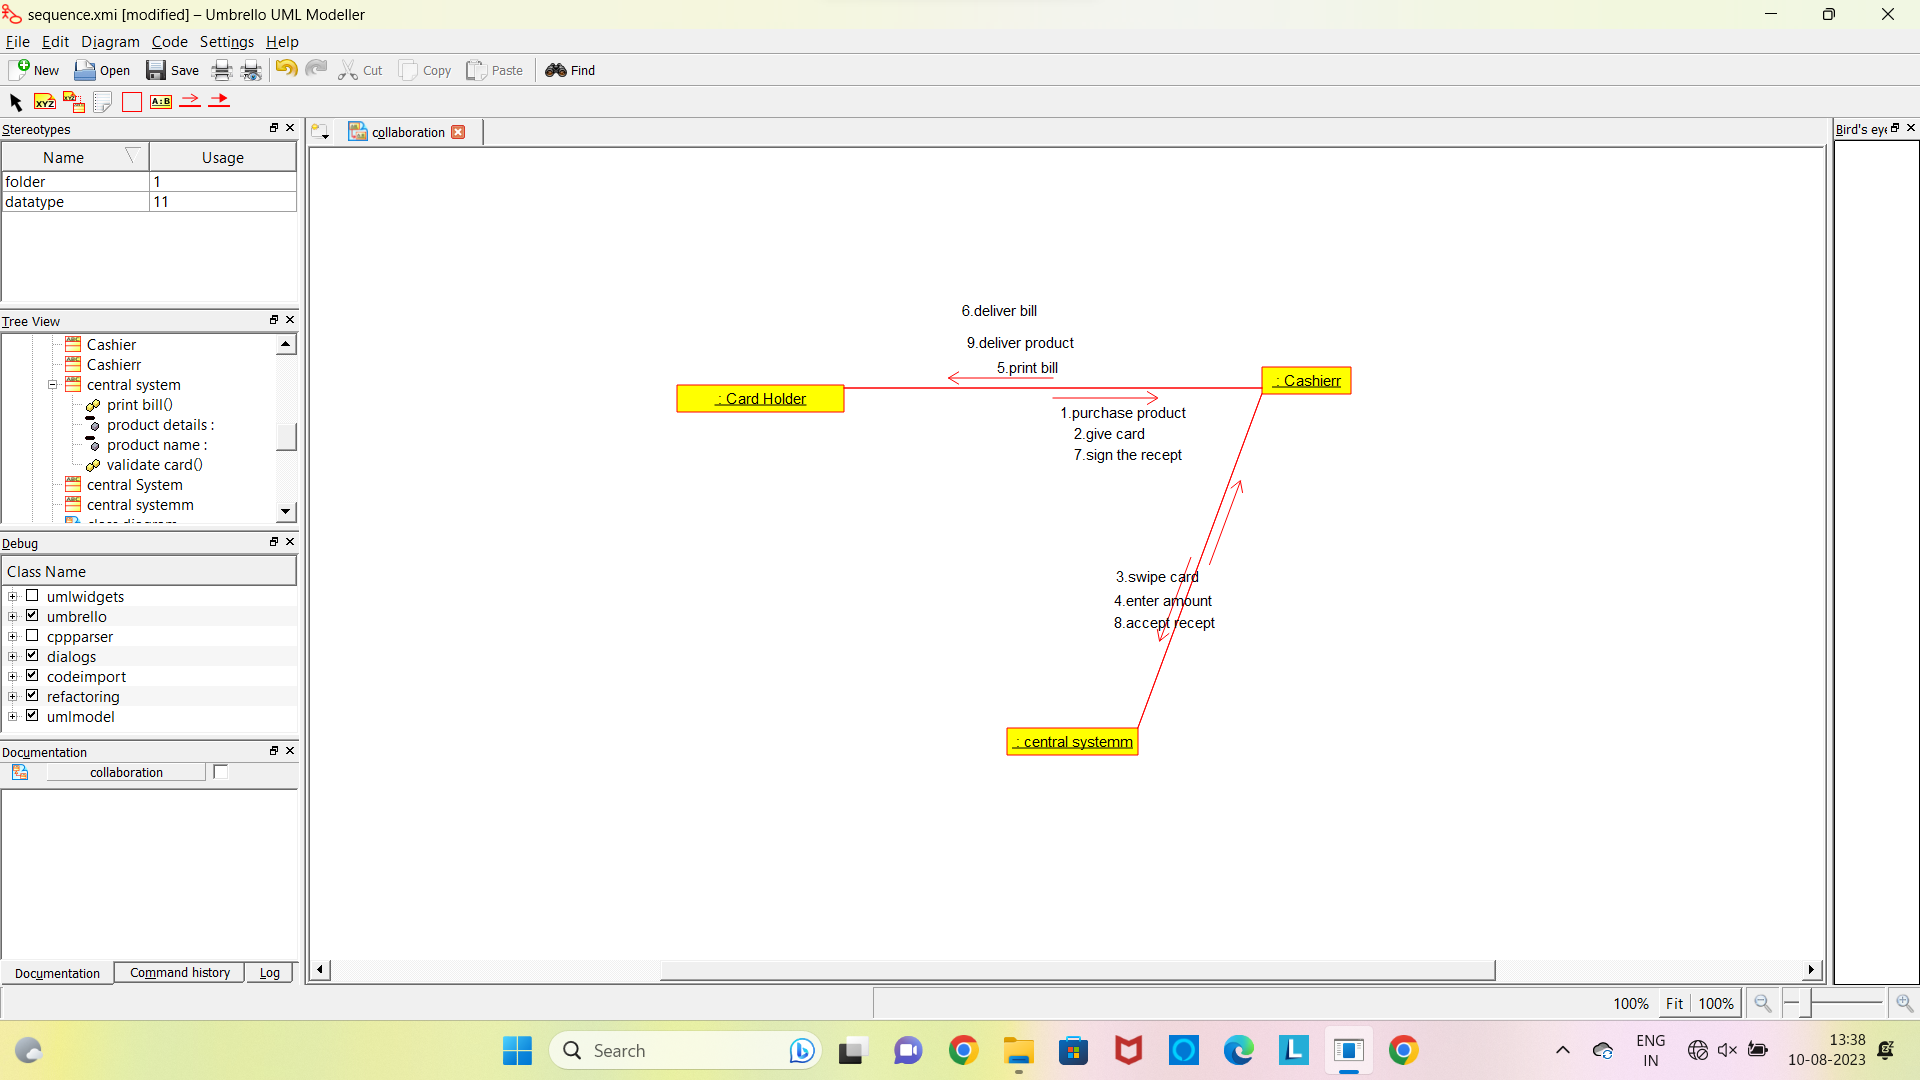 sequence.xmi [modified] – Umbrello UML Modeller
File Edit Diagram Code Settings Help
New Open Save Cut Copy Paste Find
XYZ XYZ A:B
Stereotypes
Name Usage
folder 1
datatype 11
Tree View
Cashier
Cashierr
central system
print bill()
product details :
product name :
validate card()
central System
central systemm
class diagram
Debug
Class Name
umlwidgets
umbrello
cppparser
dialogs
codeimport
refactoring
umlmodel
Documentation
collaboration
Documentation Command history Log
collaboration
6.deliver bill
9.deliver product
5.print bill
: Card Holder
: Cashierr
1.purchase product
2.give card
7.sign the recept
3.swipe card
4.enter amount
8.accept recept
: central systemm
Bird's eye
100% Fit 100%
Search
ENG
IN
13:38
10-08-2023